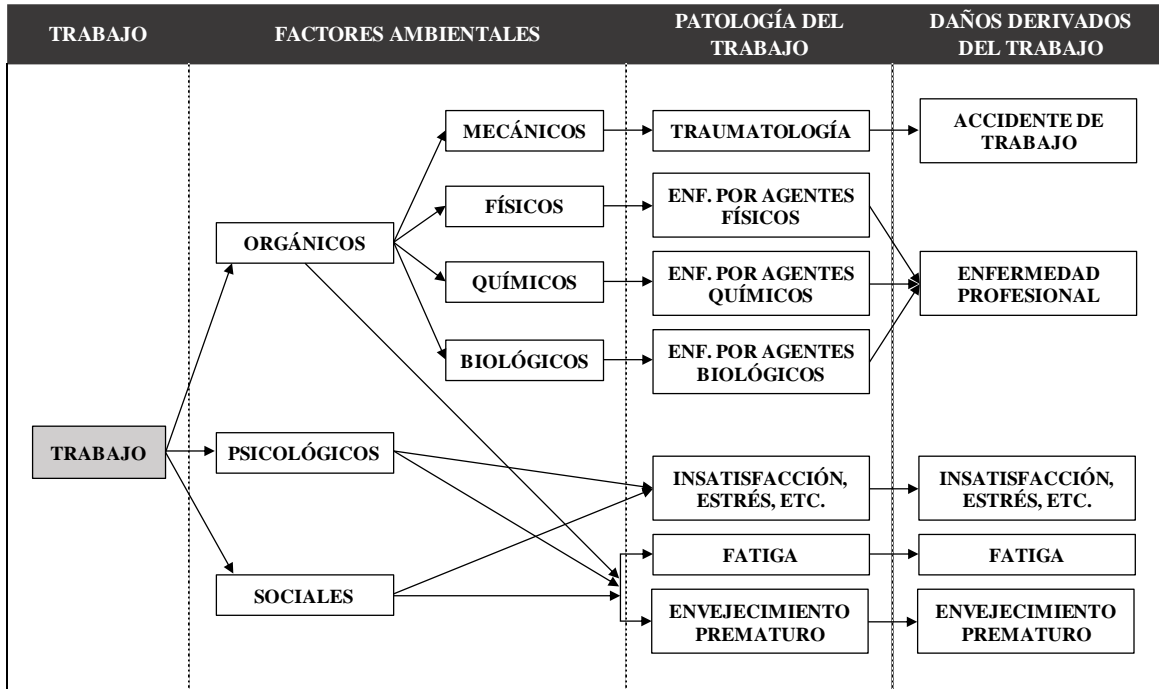 TRABAJO
FACTORES AMBIENTALES
PATOLOGÍA DEL
TRABAJO
DAÑOS DERIVADOS
DEL TRABAJO
MECÁNICOS
TRAUMATOLOGÍA
ACCIDENTE DE
TRABAJO
FÍSICOS
ENF. POR AGENTES
FÍSICOS
ORGÁNICOS
QUÍMICOS
ENF. POR AGENTES
QUÍMICOS
ENFERMEDAD
PROFESIONAL
BIOLÓGICOS
ENF. POR AGENTES
BIOLÓGICOS
TRABAJO
PSICOLÓGICOS
INSATISFACCIÓN,
ESTRÉS, ETC.
INSATISFACCIÓN,
ESTRÉS, ETC.
FATIGA
FATIGA
SOCIALES
ENVEJECIMIENTO
PREMATURO
ENVEJECIMIENTO
PREMATURO